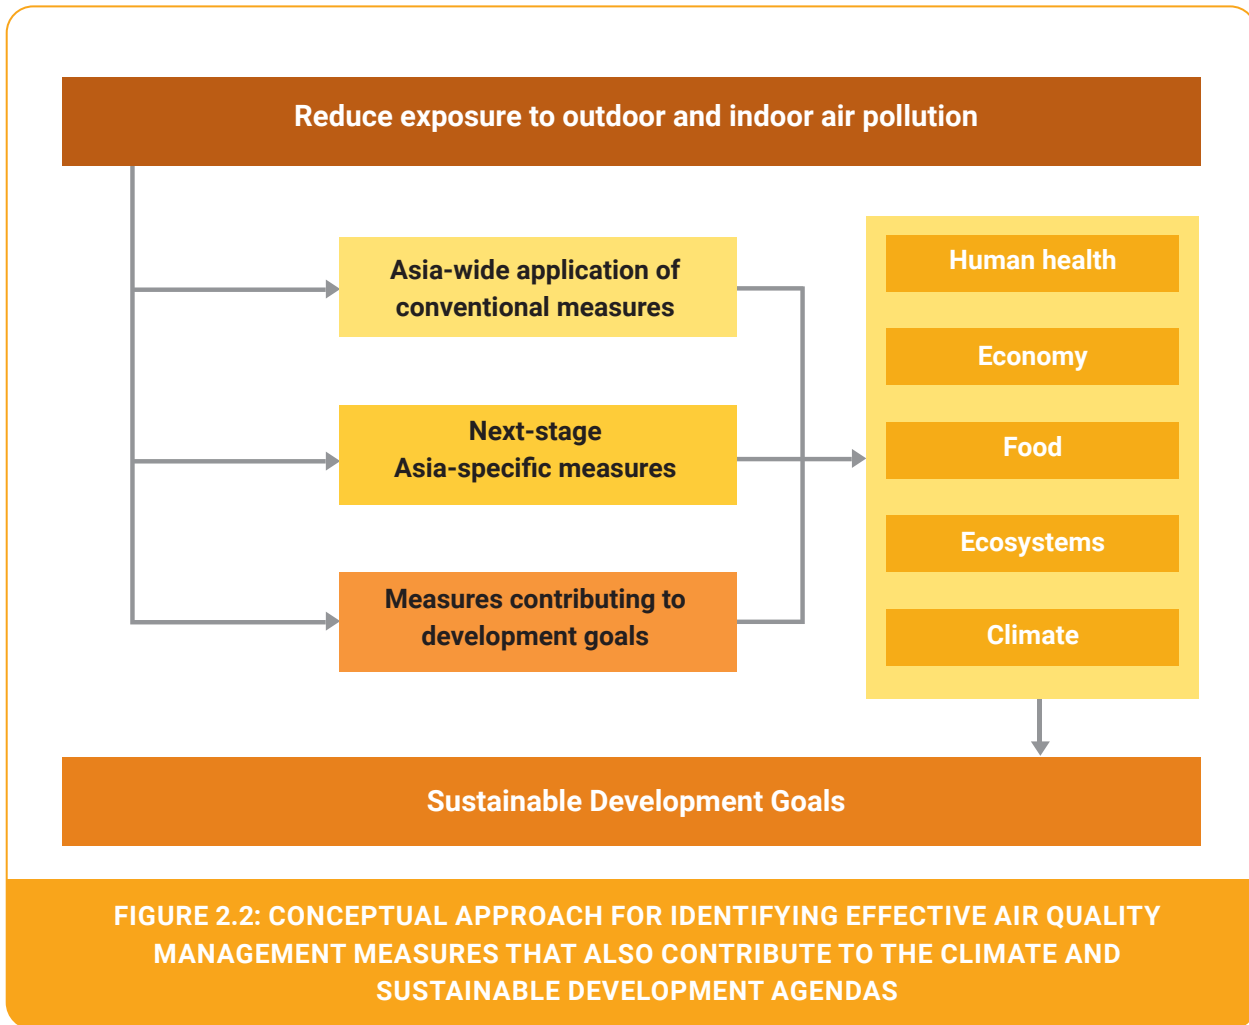 Reduce exposure to outdoor and indoor air pollution
Asia-wide application of
conventional measures
Next-stage
Asia-specific measures
Measures contributing to
development goals
Human health
Economy
Food
Ecosystems
Climate
Sustainable Development Goals
FIGURE 2.2: CONCEPTUAL APPROACH FOR IDENTIFYING EFFECTIVE AIR QUALITY
MANAGEMENT MEASURES THAT ALSO CONTRIBUTE TO THE CLIMATE AND
SUSTAINABLE DEVELOPMENT AGENDAS